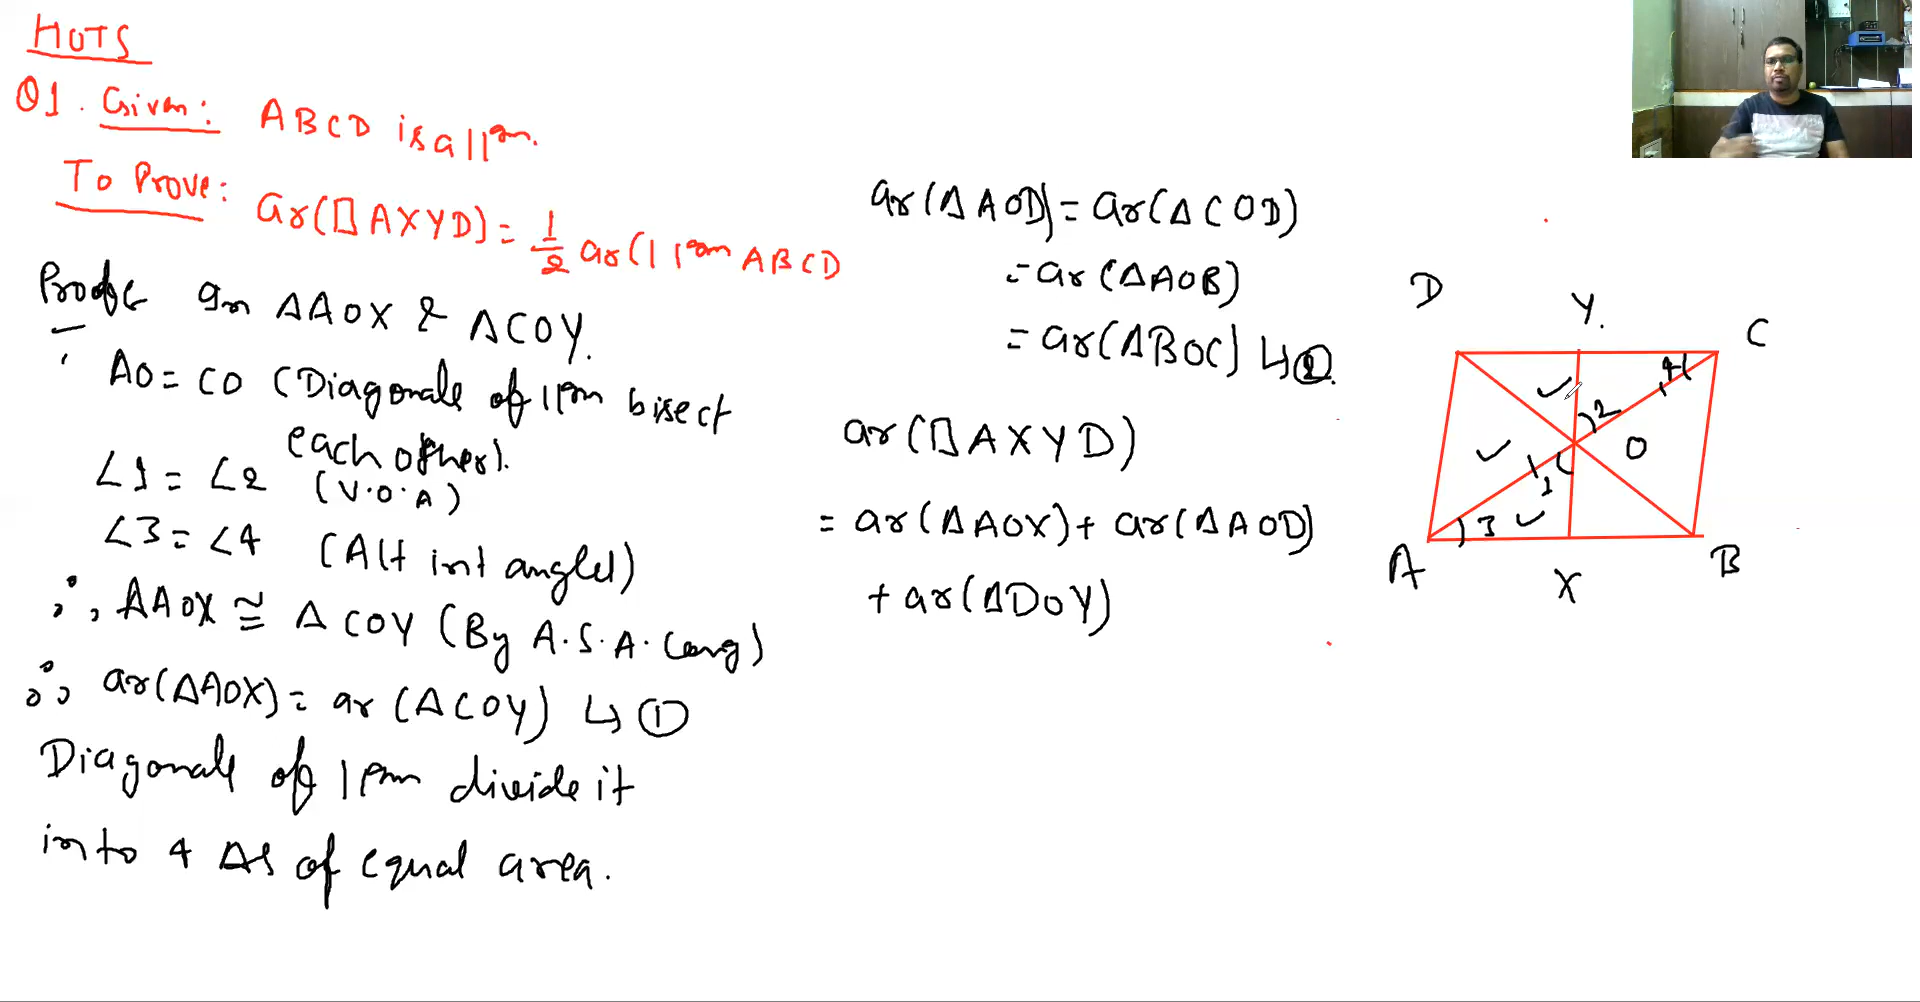 HOTS
Q1. Given: ABCD is a ||gm.
To Prove: ar(▯AXYD) = 1/2 ar(||gm ABCD
Proof: In ΔAOX & ΔCOY.
AO = CO (Diagonals of ||gm bisect
each other).
∠1 = ∠2 (V.O.A)
∠3 = ∠4 (Alt int angles)
∴ ΔAOX ≅ ΔCOY (By A.S.A. Cong)
∴ ar(ΔAOX) = ar(ΔCOY) ↳ ①
Diagonals of ||gm divide it
into 4 Δs of equal area.
ar(ΔAOD) = ar(ΔCOD)
= ar(ΔAOB)
= ar(ΔBOC) ↳ ②.
ar(▯AXYD)
= ar(ΔAOX) + ar(ΔAOD)
+ ar(ΔDOY)
D Y. C
4
2
O
1
3
A X B